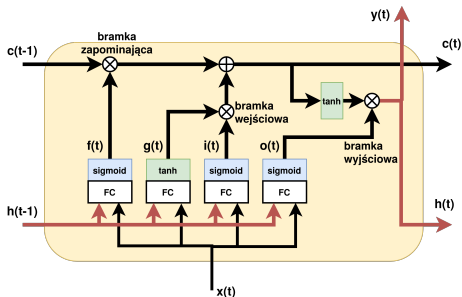 y(t)
bramka
zapominająca
c(t-1)
c(t)
tanh
bramka
wejściowa
f(t)
g(t)
i(t)
o(t)
bramka
wyjściowa
sigmoid
tanh
sigmoid
sigmoid
FC
FC
FC
FC
h(t-1)
h(t)
x(t)